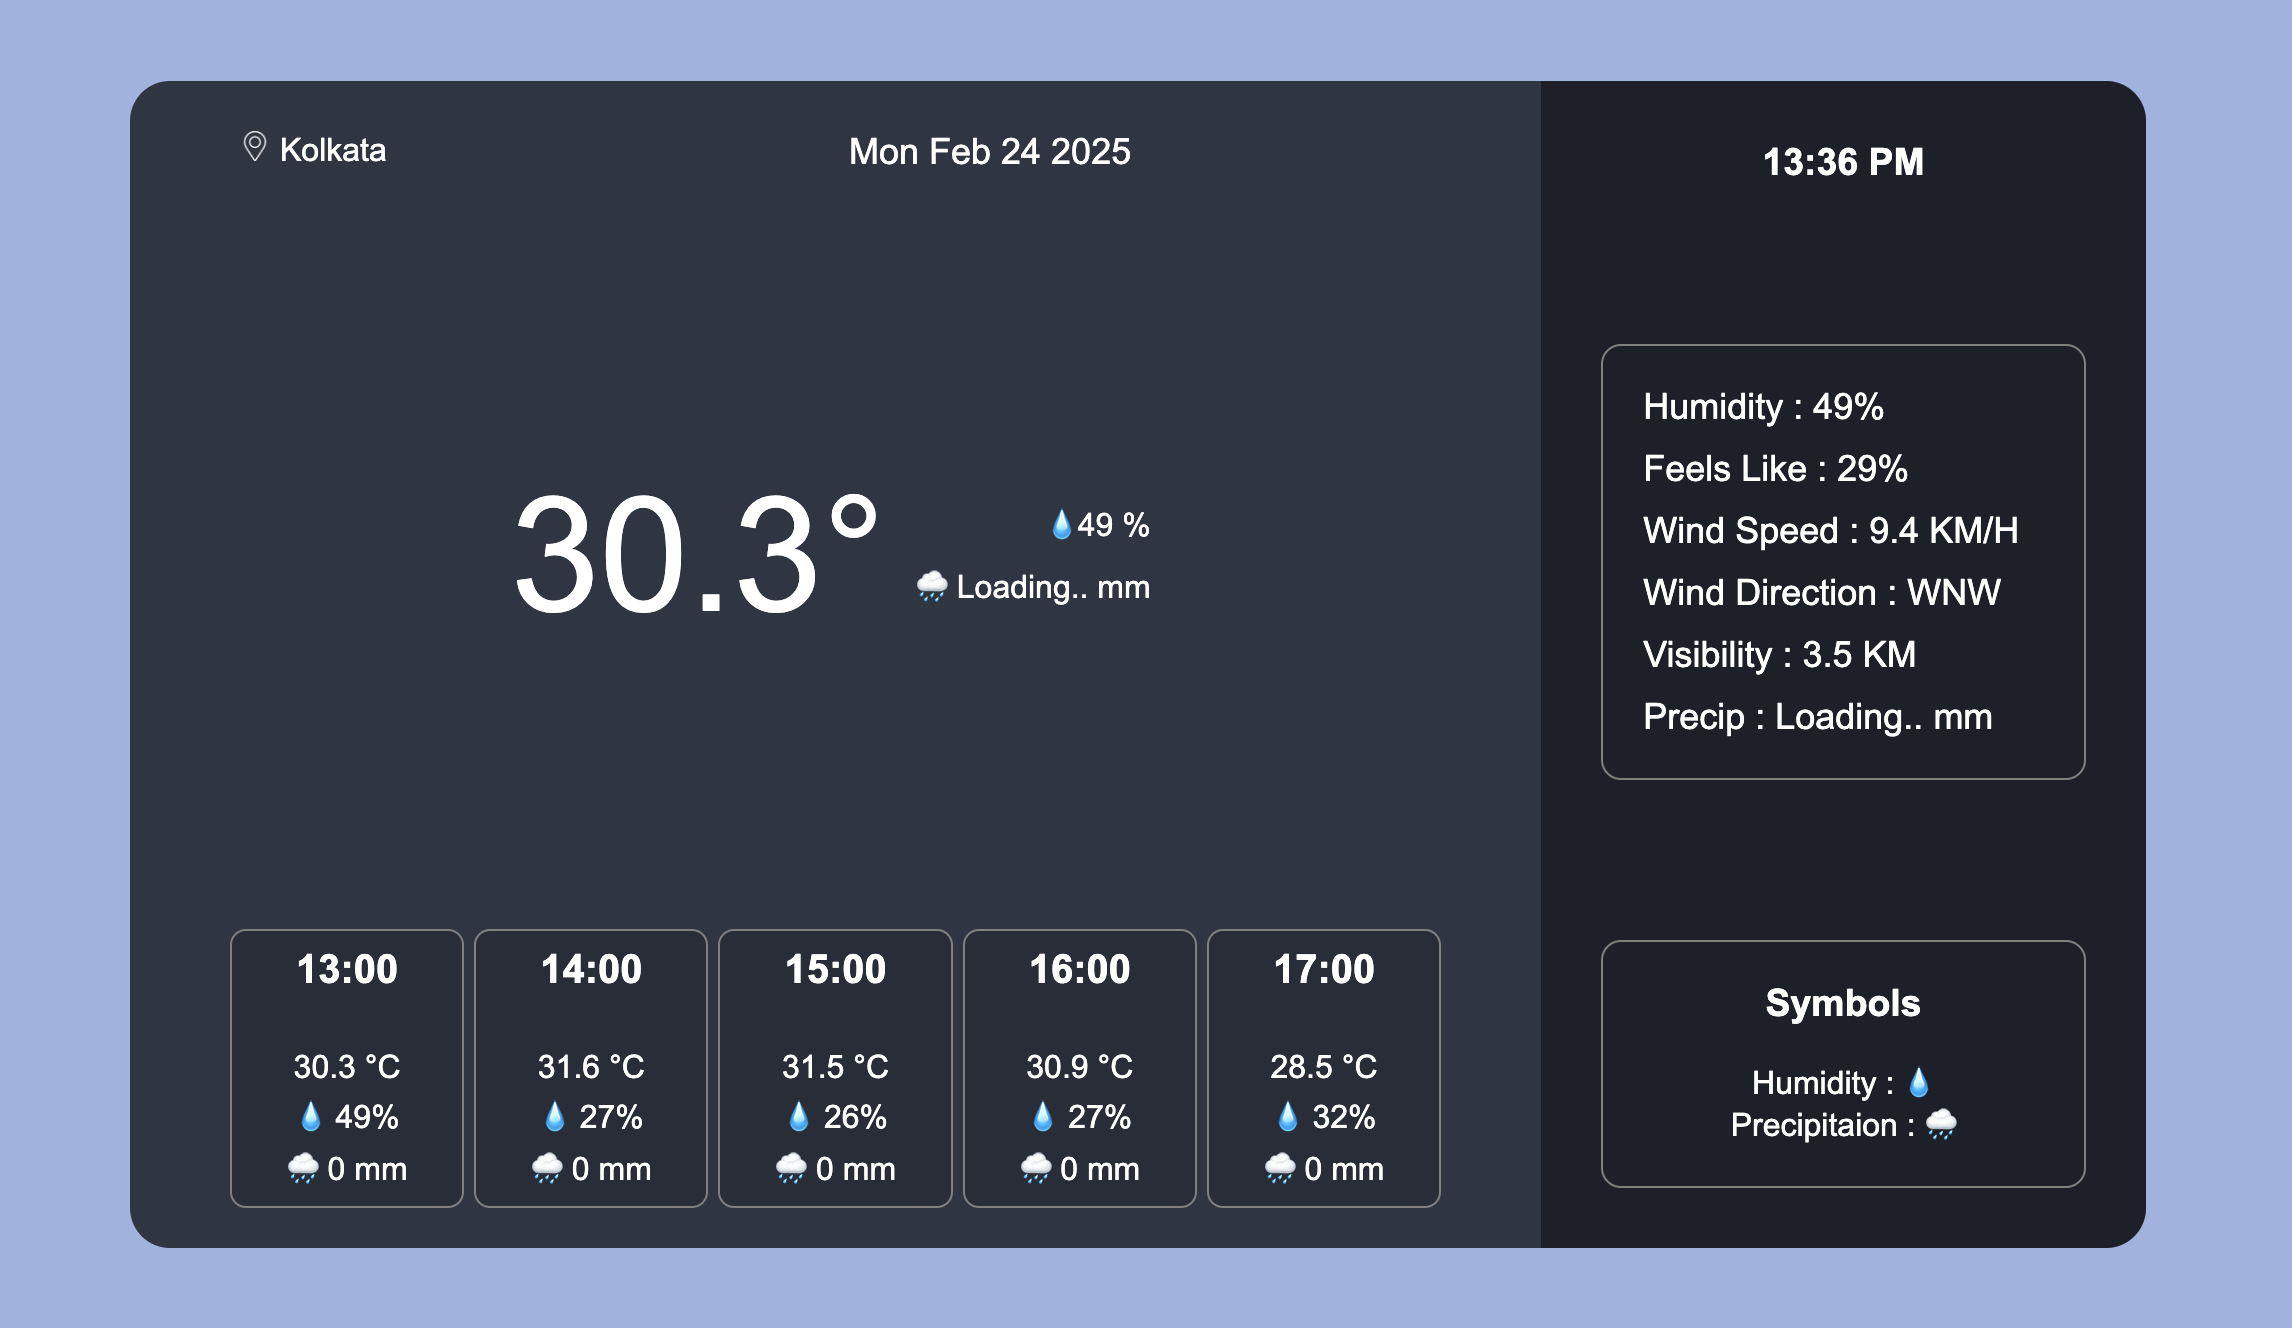 Kolkata
Mon Feb 24 2025
30.3°
💧49 %
🌧️ Loading.. mm
13:00
30.3 °C
💧 49%
🌧️ 0 mm
14:00
31.6 °C
💧 27%
🌧️ 0 mm
15:00
31.5 °C
💧 26%
🌧️ 0 mm
16:00
30.9 °C
💧 27%
🌧️ 0 mm
17:00
28.5 °C
💧 32%
🌧️ 0 mm
13:36 PM
Humidity : 49%
Feels Like : 29%
Wind Speed : 9.4 KM/H
Wind Direction : WNW
Visibility : 3.5 KM
Precip : Loading.. mm
Symbols
Humidity : 💧
Precipitaion : 🌧️